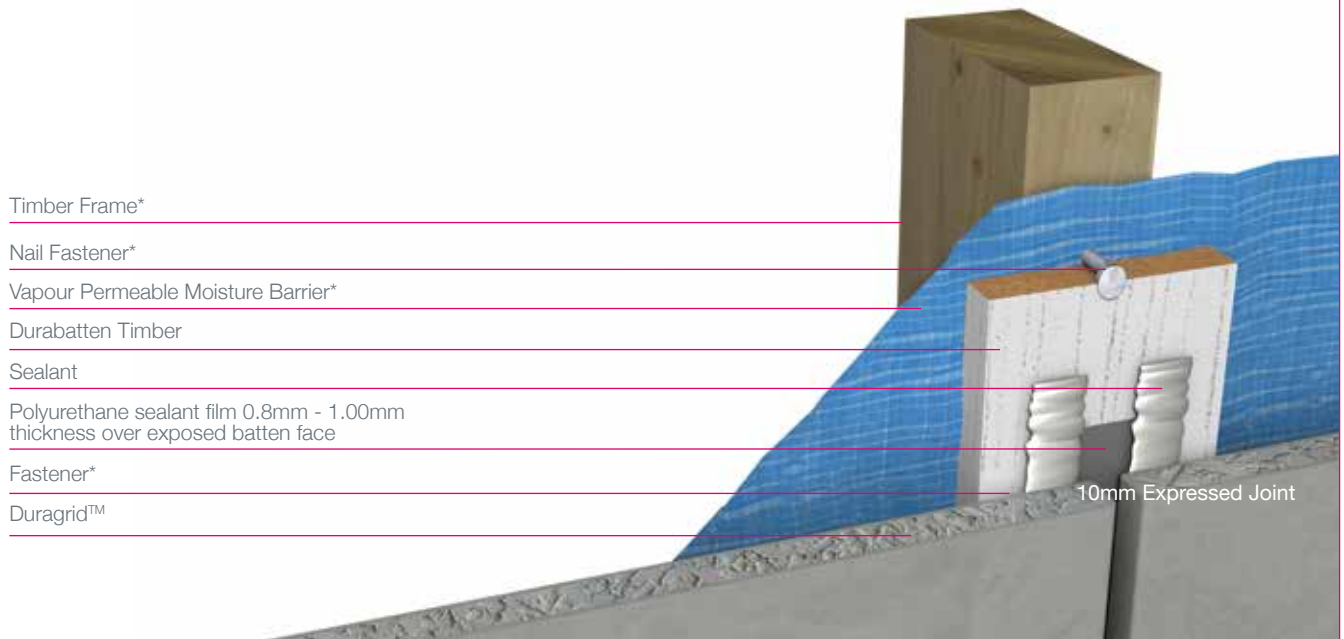 Timber Frame*
Nail Fastener*
Vapour Permeable Moisture Barrier*
Durabatten Timber
Sealant
Polyurethane sealant film 0.8mm - 1.00mm
thickness over exposed batten face
Fastener*
Duragrid™
10mm Expressed Joint